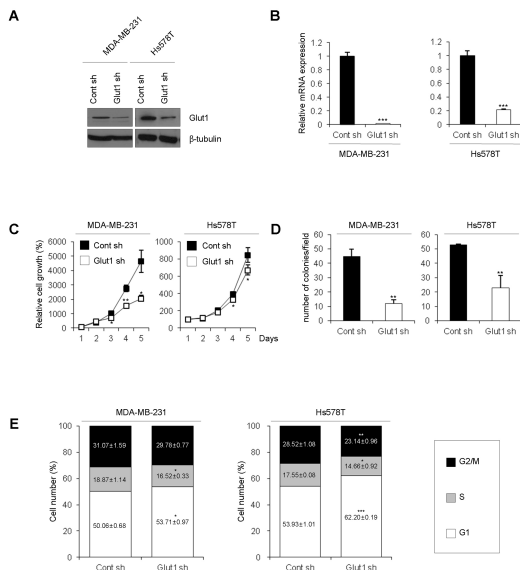 A
MDA-MB-231
Hs578T
Cont sh
Glut1 sh
Cont sh
Glut1 sh
Glut1
β-tubulin
B
Relative mRNA expression
1.2
1
0.8
0.6
0.4
0.2
0
***
Cont sh Glut1 sh
MDA-MB-231
1.2
1
0.8
0.6
0.4
0.2
0
***
Cont sh Glut1 sh
Hs578T
C
MDA-MB-231
Relative cell growth (%)
6000
5000
4000
3000
2000
1000
0
Cont sh
Glut1 sh
*
**
*
1 2 3 4 5
Hs578T
1000
800
600
400
200
0
Cont sh
Glut1 sh
*
*
1 2 3 4 5 Days
D
MDA-MB-231
number of colonies/field
60
50
40
30
20
10
0
**
Cont sh
Glut1 sh
Hs578T
60
50
40
30
20
10
0
**
Cont sh
Glut1 sh
E
MDA-MB-231
Cell number (%)
100
80
60
40
20
0
31.07±1.59
29.78±0.77
18.87±1.14
*
16.52±0.33
50.06±0.68
*
53.71±0.97
Cont sh Glut1 sh
Hs578T
Cell number (%)
100
80
60
40
20
0
28.52±1.08
**
23.14±0.96
17.55±0.08
*
14.66±0.92
53.93±1.01
***
62.20±0.19
Cont sh Glut1 sh
G2/M
S
G1